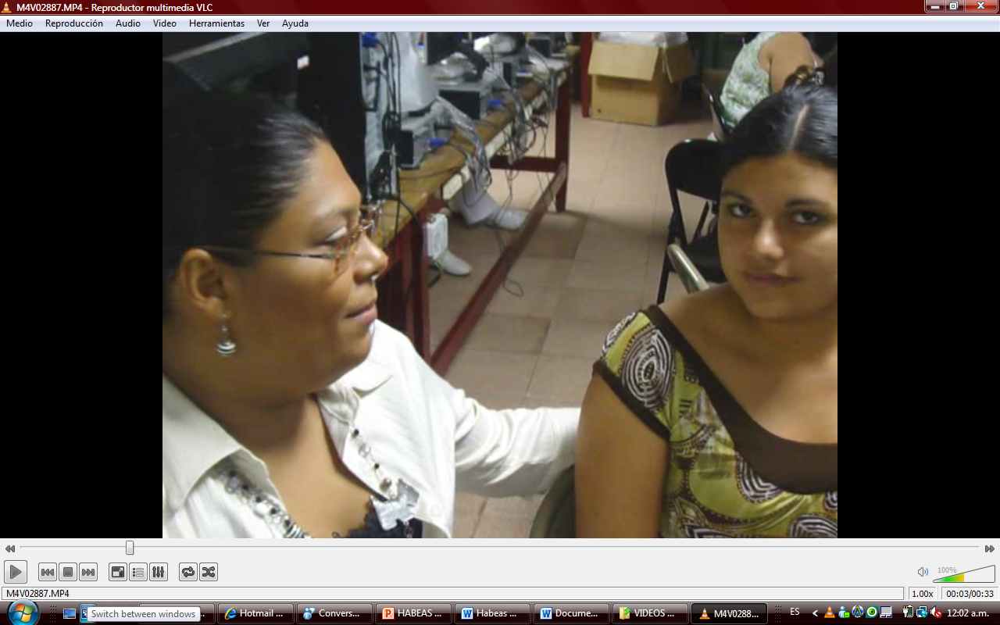 M4V02887.MP4 - Reproductor multimedia VLC
Medio Reproducción Audio Video Herramientas Ver Ayuda
100%
M4V02887.MP4 1.00x 00:03/00:33
Switch between windows
... Hotmail ... Convers... HABEAS ... Habeas ... Docume... VIDEOS ... M4V0288... ES 12:02 a.m.